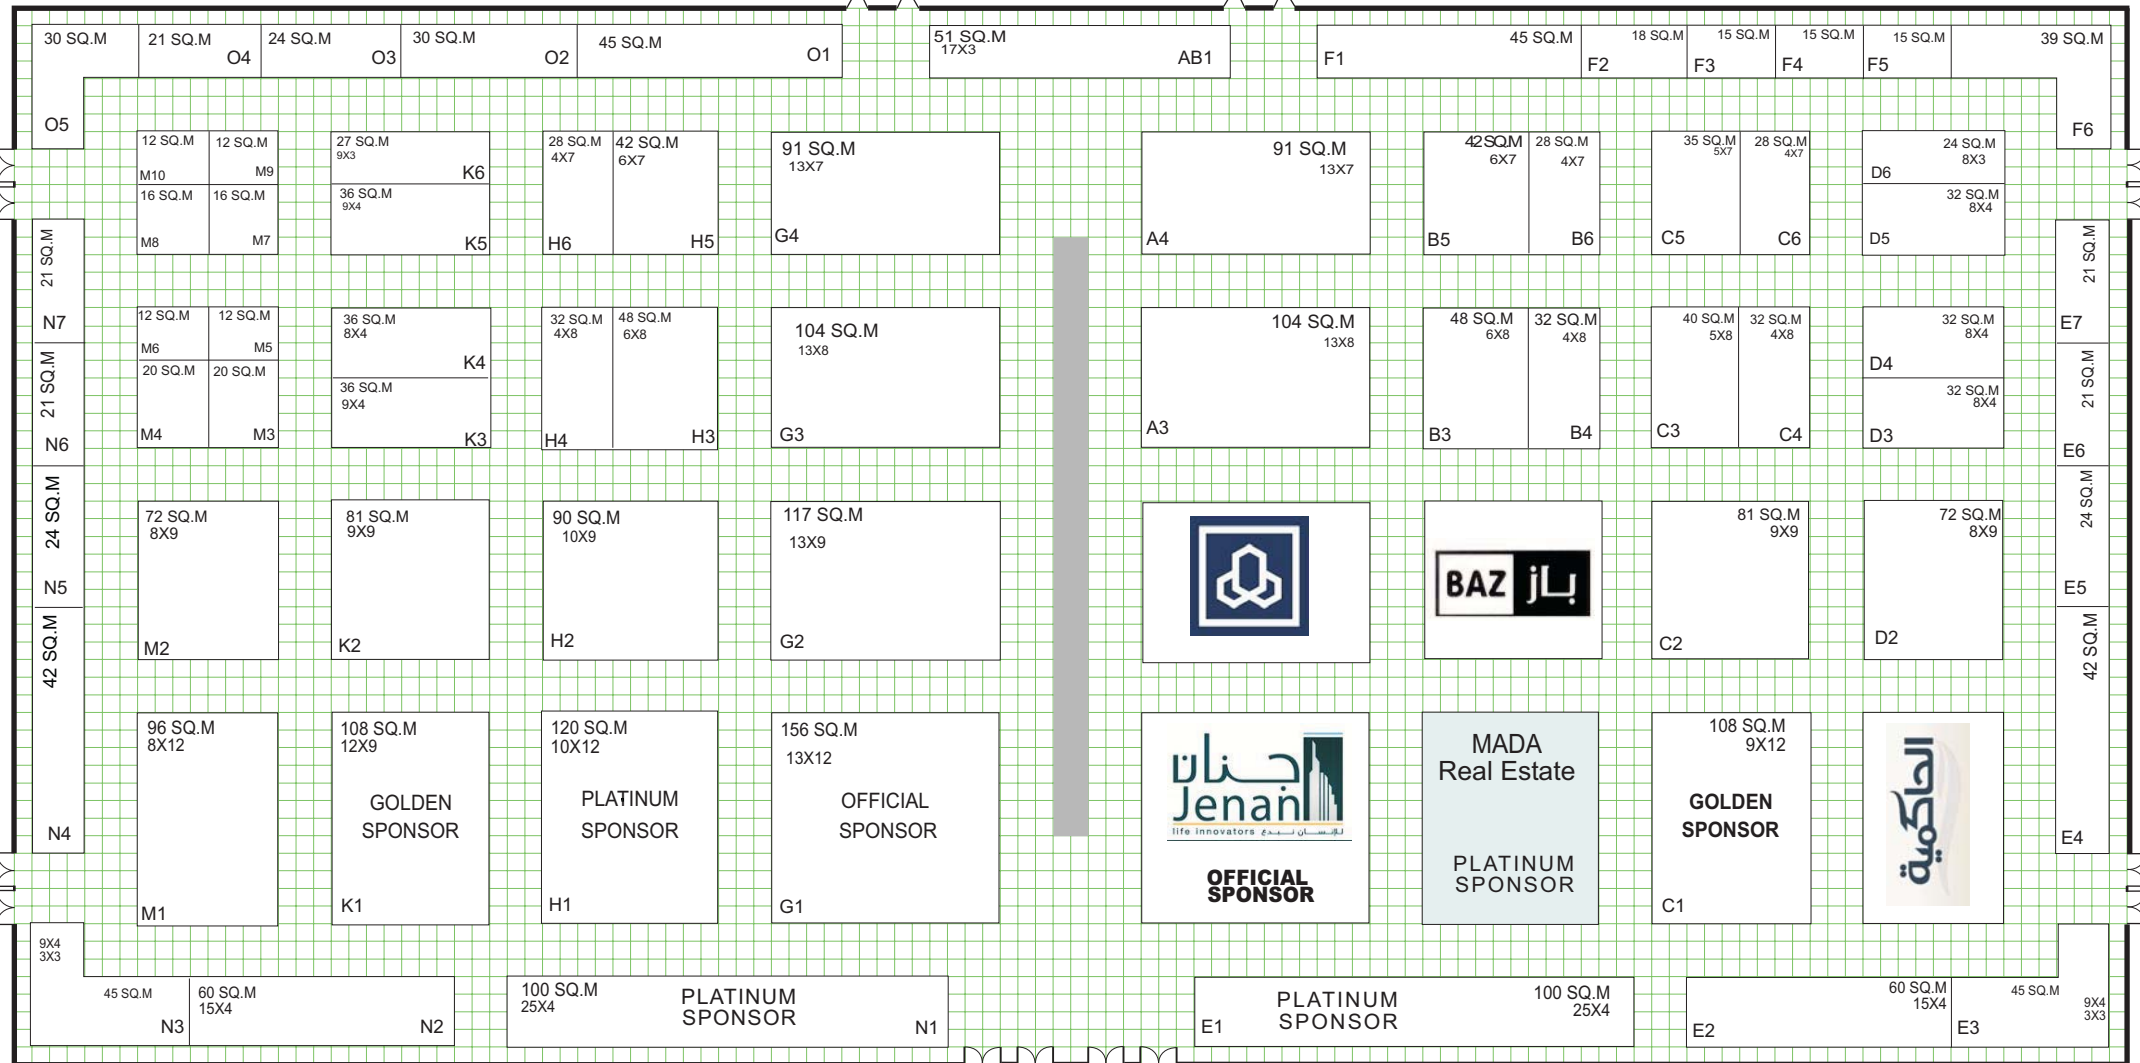 30 SQ.M
O5
21 SQ.M
O4
24 SQ.M
O3
30 SQ.M
O2
45 SQ.M
O1
51 SQ.M
17X3
AB1
F1
45 SQ.M
18 SQ.M
F2
15 SQ.M
F3
15 SQ.M
F4
15 SQ.M
F5
39 SQ.M
F6
12 SQ.M
M10
12 SQ.M
M9
16 SQ.M
M8
16 SQ.M
M7
27 SQ.M
9X3
K6
36 SQ.M
9X4
K5
28 SQ.M
4X7
H6
42 SQ.M
6X7
H5
91 SQ.M
13X7
G4
91 SQ.M
13X7
A4
42SQ.M
6X7
B5
28 SQ.M
4X7
B6
35 SQ.M
5X7
C5
28 SQ.M
4X7
C6
24 SQ.M
8X3
D6
32 SQ.M
8X4
D5
21 SQ.M
N7
21 SQ.M
E7
12 SQ.M
M6
12 SQ.M
M5
20 SQ.M
M4
20 SQ.M
M3
36 SQ.M
8X4
K4
36 SQ.M
9X4
K3
32 SQ.M
4X8
H4
48 SQ.M
6X8
H3
104 SQ.M
13X8
G3
104 SQ.M
13X8
A3
48 SQ.M
6X8
B3
32 SQ.M
4X8
B4
40 SQ.M
5X8
C3
32 SQ.M
4X8
C4
32 SQ.M
8X4
D4
32 SQ.M
8X4
D3
21 SQ.M
N6
21 SQ.M
E6
24 SQ.M
N5
72 SQ.M
8X9
M2
81 SQ.M
9X9
K2
90 SQ.M
10X9
H2
117 SQ.M
13X9
G2
BAZ باز
81 SQ.M
9X9
C2
72 SQ.M
8X9
D2
24 SQ.M
E5
42 SQ.M
N4
96 SQ.M
8X12
M1
108 SQ.M
12X9
GOLDEN
SPONSOR
K1
120 SQ.M
10X12
PLATINUM
SPONSOR
H1
156 SQ.M
13X12
OFFICIAL
SPONSOR
G1
جنان
Jenan
life innovators للإنسان نبدع
OFFICIAL
SPONSOR
MADA
Real Estate
PLATINUM
SPONSOR
108 SQ.M
9X12
GOLDEN
SPONSOR
C1
الحاكمية
42 SQ.M
E4
9X4
3X3
45 SQ.M
N3
60 SQ.M
15X4
N2
100 SQ.M
25X4
PLATINUM
SPONSOR
N1
E1
PLATINUM
SPONSOR
100 SQ.M
25X4
60 SQ.M
15X4
E2
45 SQ.M
9X4
3X3
E3